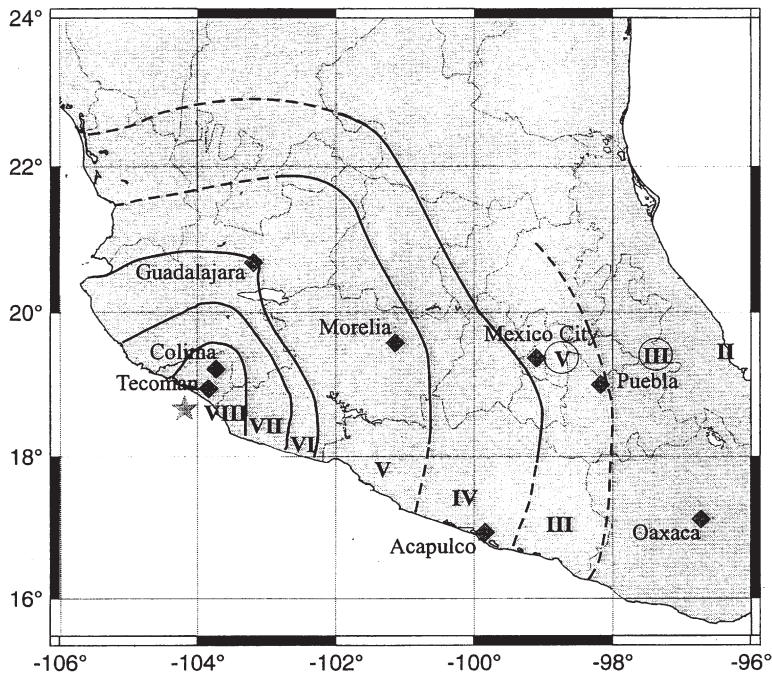 24°
22°
20°
18°
16°
-106°
-104°
-102°
-100°
-98°
-96°
Guadalajara
Morelia
Mexico City
Colima
Tecoman
V
III
II
Puebla
VIII
VII
VI
V
IV
III
Acapulco
Oaxaca